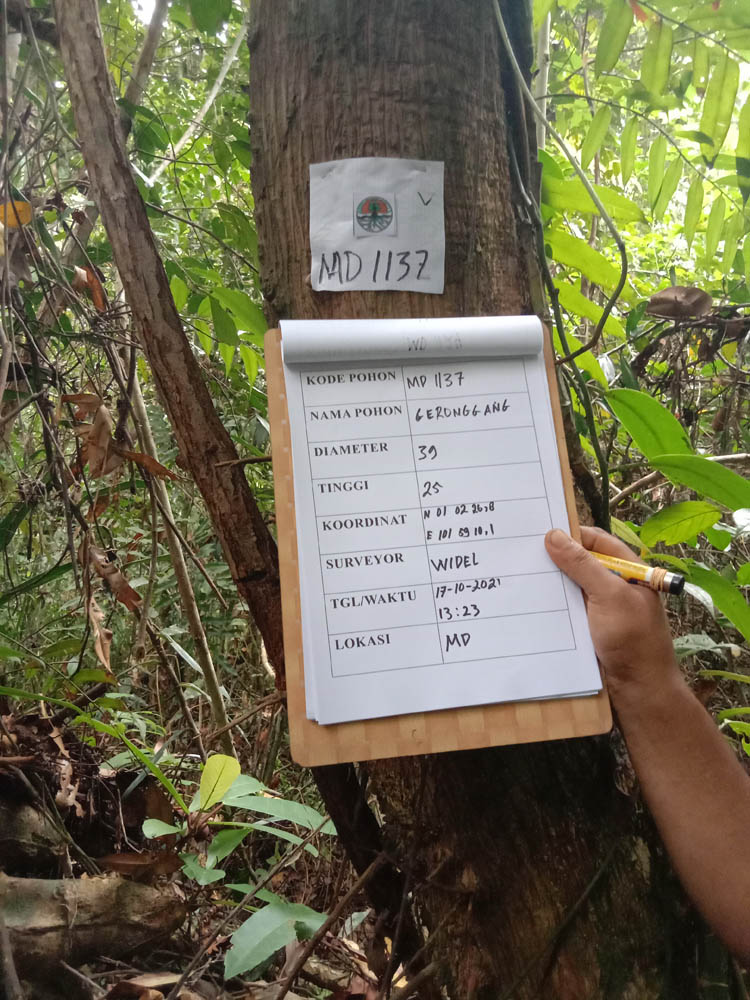 MD 1137
KODE POHON MD 1137
NAMA POHON GERONGGANG
DIAMETER 39
TINGGI 25
KOORDINAT N 01 02 26,8
E 101 59 10,1
SURVEYOR WIDEL
TGL/WAKTU 17-10-2021
13:23
LOKASI MD